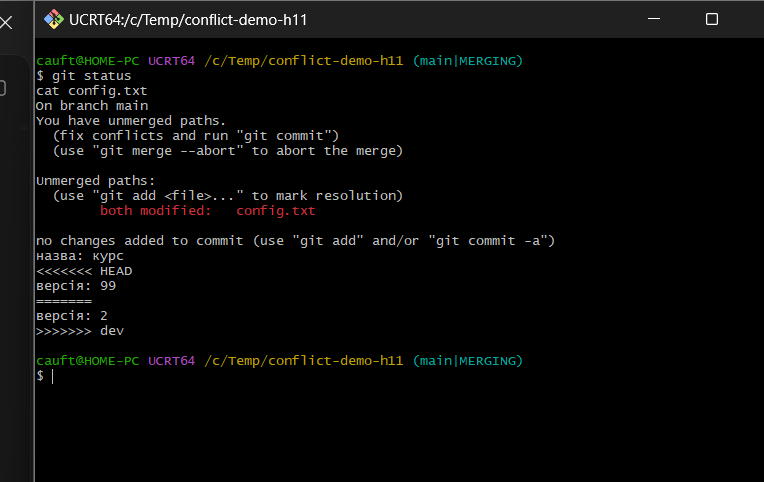 UCRT64:/c/Temp/conflict-demo-h11
cauft@HOME-PC UCRT64 /c/Temp/conflict-demo-h11 (main|MERGING)
$ git status
cat config.txt
On branch main
You have unmerged paths.
  (fix conflicts and run "git commit")
  (use "git merge --abort" to abort the merge)

Unmerged paths:
  (use "git add <file>..." to mark resolution)
        both modified:   config.txt

no changes added to commit (use "git add" and/or "git commit -a")
назва: курс
<<<<<<< HEAD
версія: 99
=======
версія: 2
>>>>>>> dev

cauft@HOME-PC UCRT64 /c/Temp/conflict-demo-h11 (main|MERGING)
$